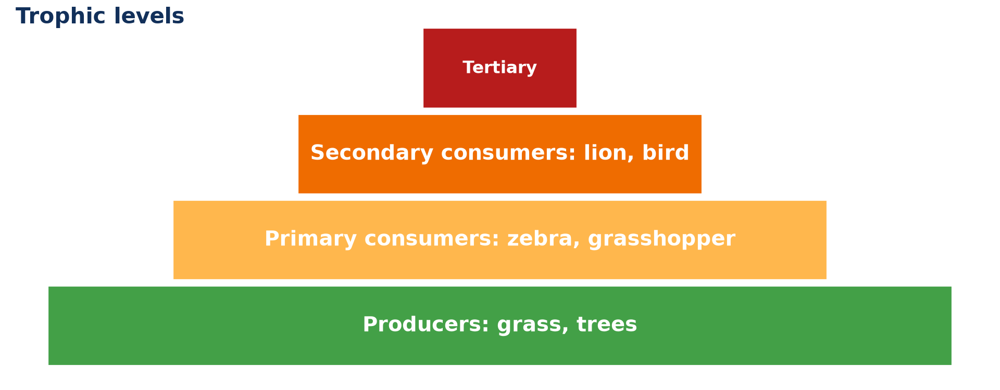 Trophic levels
Tertiary
Secondary consumers: lion, bird
Primary consumers: zebra, grasshopper
Producers: grass, trees